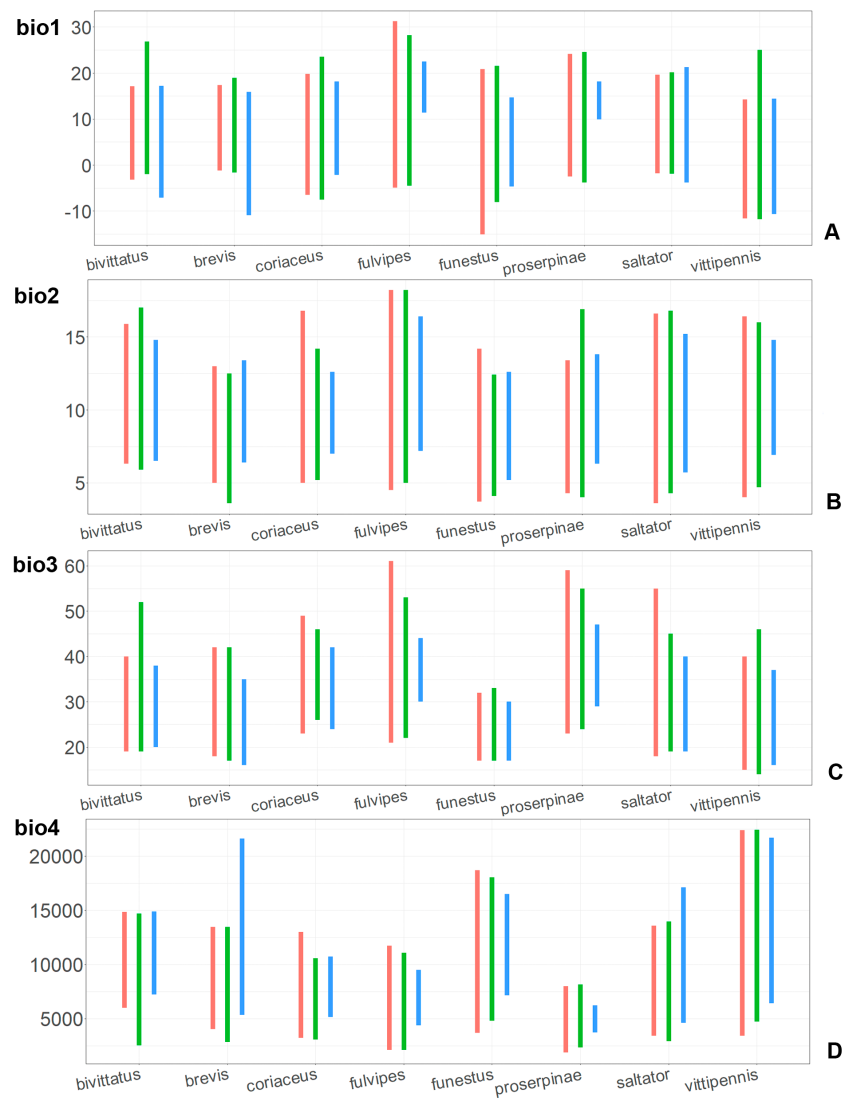 bio1
30
20
10
0
-10
bivittatus brevis coriaceus fulvipes funestus proserpinae saltator vittipennis
A
bio2
15
10
5
bivittatus brevis coriaceus fulvipes funestus proserpinae saltator vittipennis
B
bio3
60
50
40
30
20
bivittatus brevis coriaceus fulvipes funestus proserpinae saltator vittipennis
C
bio4
20000
15000
10000
5000
bivittatus brevis coriaceus fulvipes funestus proserpinae saltator vittipennis
D